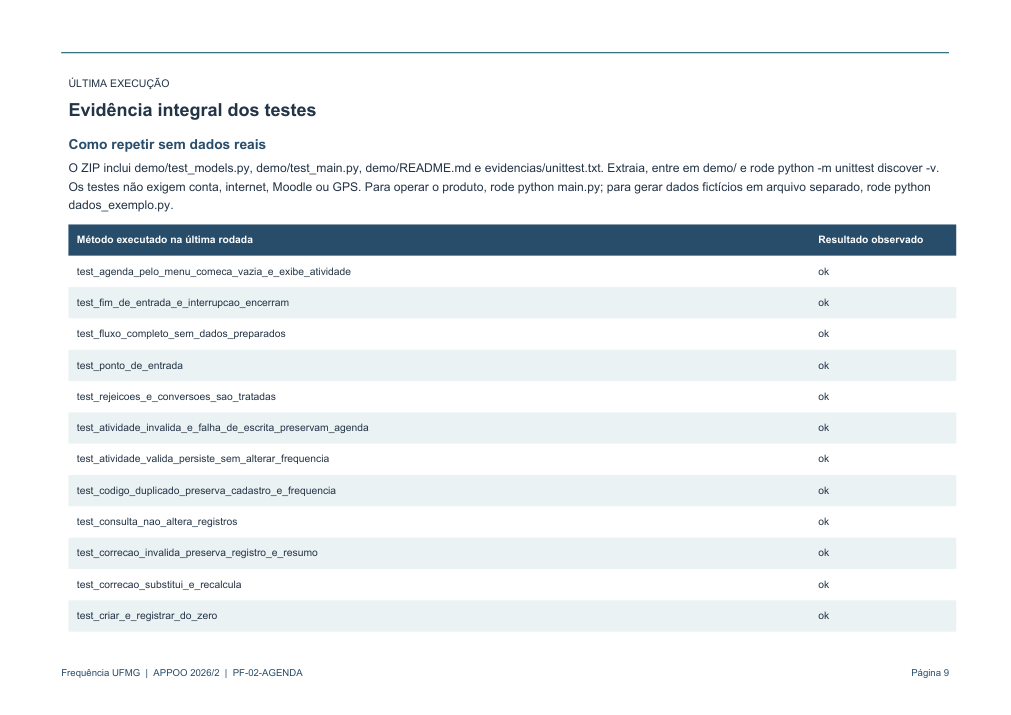 ÚLTIMA EXECUÇÃO
Evidência integral dos testes
Como repetir sem dados reais
O ZIP inclui demo/test_models.py, demo/test_main.py, demo/README.md e evidencias/unittest.txt. Extraia, entre em demo/ e rode python -m unittest discover -v.
Os testes não exigem conta, internet, Moodle ou GPS. Para operar o produto, rode python main.py; para gerar dados fictícios em arquivo separado, rode python
dados_exemplo.py.
Método executado na última rodada Resultado observado
test_agenda_pelo_menu_comeca_vazia_e_exibe_atividade ok
test_fim_de_entrada_e_interrupcao_encerram ok
test_fluxo_completo_sem_dados_preparados ok
test_ponto_de_entrada ok
test_rejeicoes_e_conversoes_sao_tratadas ok
test_atividade_invalida_e_falha_de_escrita_preservam_agenda ok
test_atividade_valida_persiste_sem_alterar_frequencia ok
test_codigo_duplicado_preserva_cadastro_e_frequencia ok
test_consulta_nao_altera_registros ok
test_correcao_invalida_preserva_registro_e_resumo ok
test_correcao_substitui_e_recalcula ok
test_criar_e_registrar_do_zero ok
Frequência UFMG | APPOO 2026/2 | PF-02-AGENDA Página 9